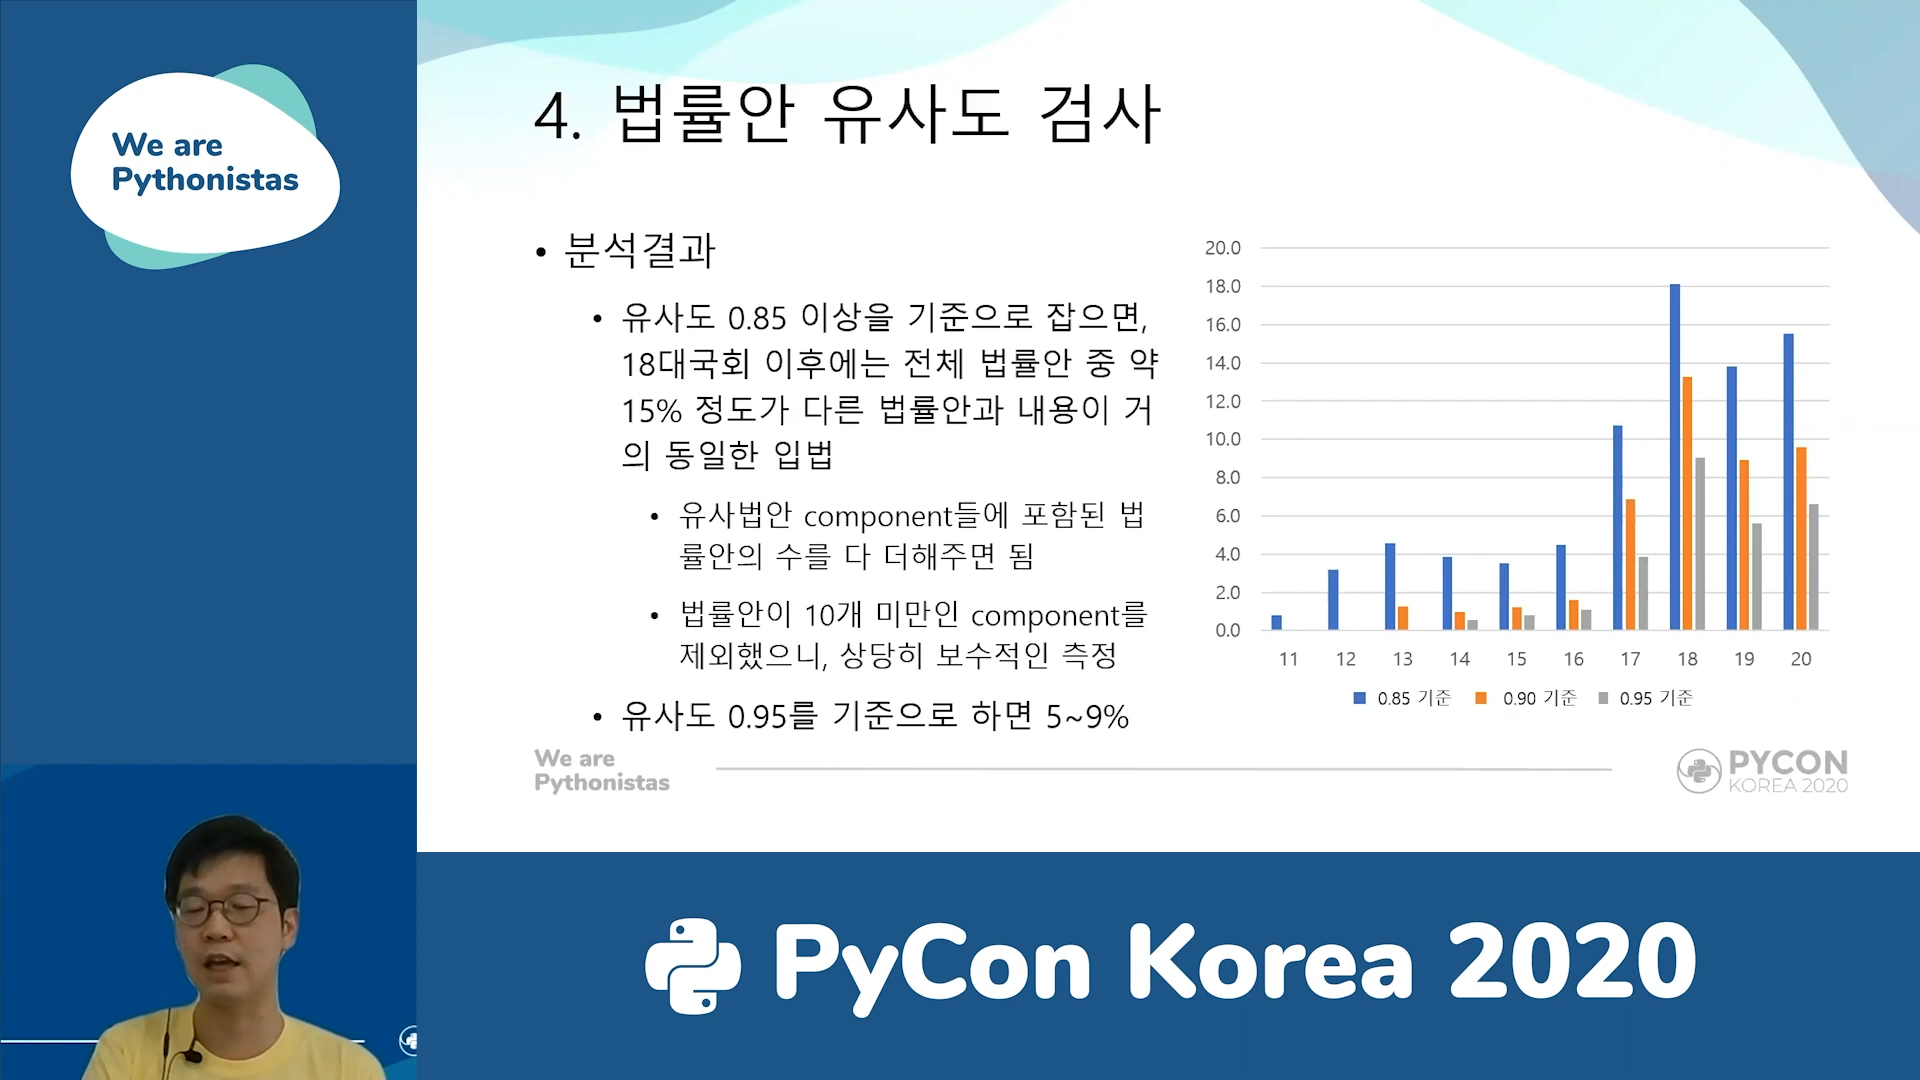 We are
Pythonistas
4. 법률안 유사도 검사
• 분석결과
• 유사도 0.85 이상을 기준으로 잡으면,
18대국회 이후에는 전체 법률안 중 약
15% 정도가 다른 법률안과 내용이 거
의 동일한 입법
• 유사법안 component들에 포함된 법
률안의 수를 다 더해주면 됨
• 법률안이 10개 미만인 component를
제외했으니, 상당히 보수적인 측정
• 유사도 0.95를 기준으로 하면 5~9%
20.0
18.0
16.0
14.0
12.0
10.0
8.0
6.0
4.0
2.0
0.0
11 12 13 14 15 16 17 18 19 20
0.85 기준 0.90 기준 0.95 기준
We are
Pythonistas
PYCON
KOREA 2020
PyCon Korea 2020